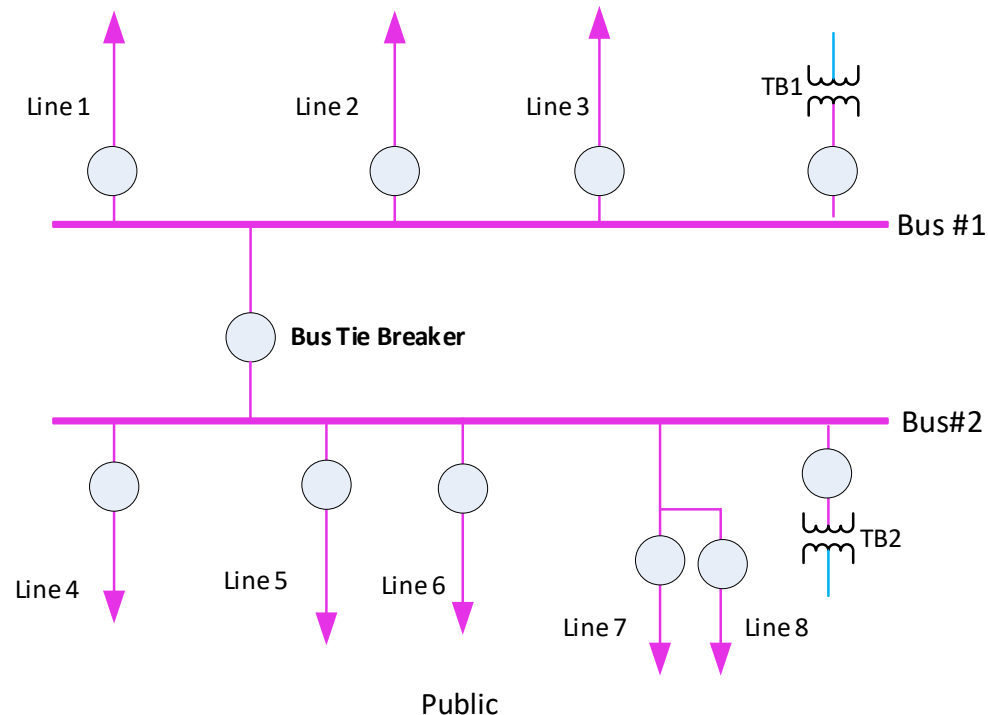 Line 1
Line 2
Line 3
TB1
Bus #1
Bus Tie Breaker
Bus#2
Line 4
Line 5
Line 6
Line 7
Line 8
TB2
Public